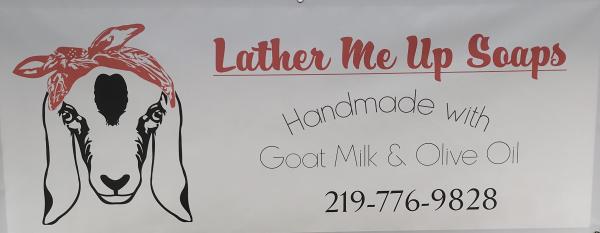 Lather Me Up Soaps
Handmade with
Goat Milk & Olive Oil
219-776-9828